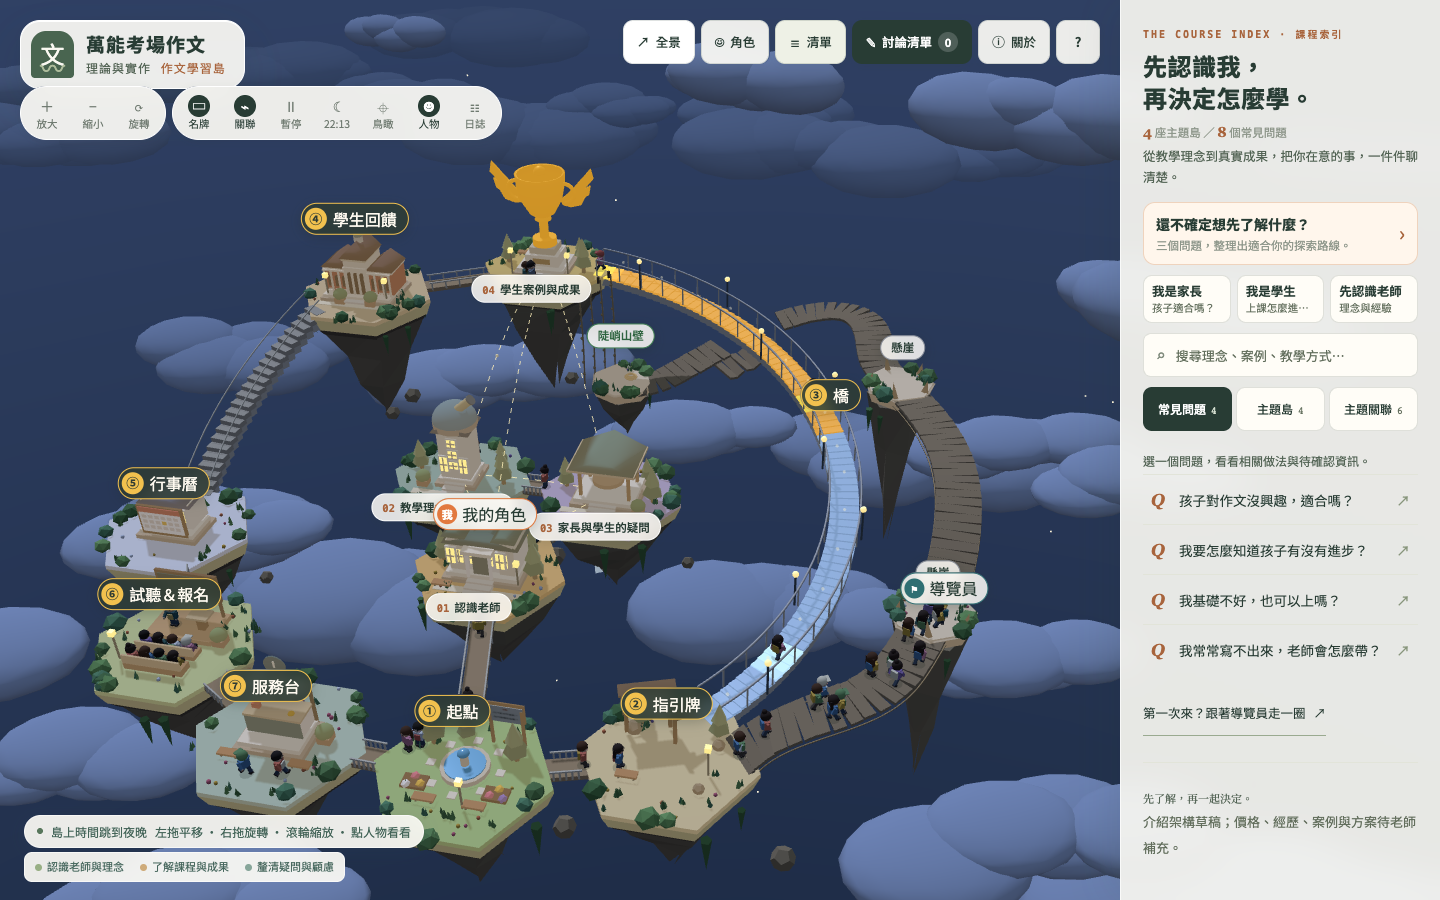 文
萬能考場作文
理論與實作 作文學習島
放大
縮小
旋轉
名牌
關聯
暫停
22:13
鳥瞰
人物
日誌
↗ 全景
角色
清單
討論清單 0
關於
?
④ 學生回饋
04 學生案例與成果
陡峭山壁
懸崖
③ 橋
⑤ 行事曆
02 教學理
我 我的角色
03 家長與學生的疑問
01 認識老師
⑥ 試聽&報名
懸崖
導覽員
⑦ 服務台
① 起點
② 指引牌
島上時間跳到夜晚 左拖平移 · 右拖旋轉 · 滾輪縮放 · 點人物看看
認識老師與理念
了解課程與成果
釐清疑問與顧慮
THE COURSE INDEX · 課程索引
先認識我，
再決定怎麼學。
4 座主題島 ／ 8 個常見問題
從教學理念到真實成果，把你在意的事，一件件聊
清楚。
還不確定想先了解什麼？
三個問題，整理出適合你的探索路線。
我是家長
孩子適合嗎？
我是學生
上課怎麼進…
先認識老師
理念與經驗
搜尋理念、案例、教學方式…
常見問題 4
主題島 4
主題關聯 6
選一個問題，看看相關做法與待確認資訊。
Q 孩子對作文沒興趣，適合嗎？ ↗
Q 我要怎麼知道孩子有沒有進步？ ↗
Q 我基礎不好，也可以上嗎？ ↗
Q 我常常寫不出來，老師會怎麼帶？ ↗
第一次來？跟著導覽員走一圈 ↗
先了解，再一起決定。
介紹架構草稿；價格、經歷、案例與方案待老師
補充。